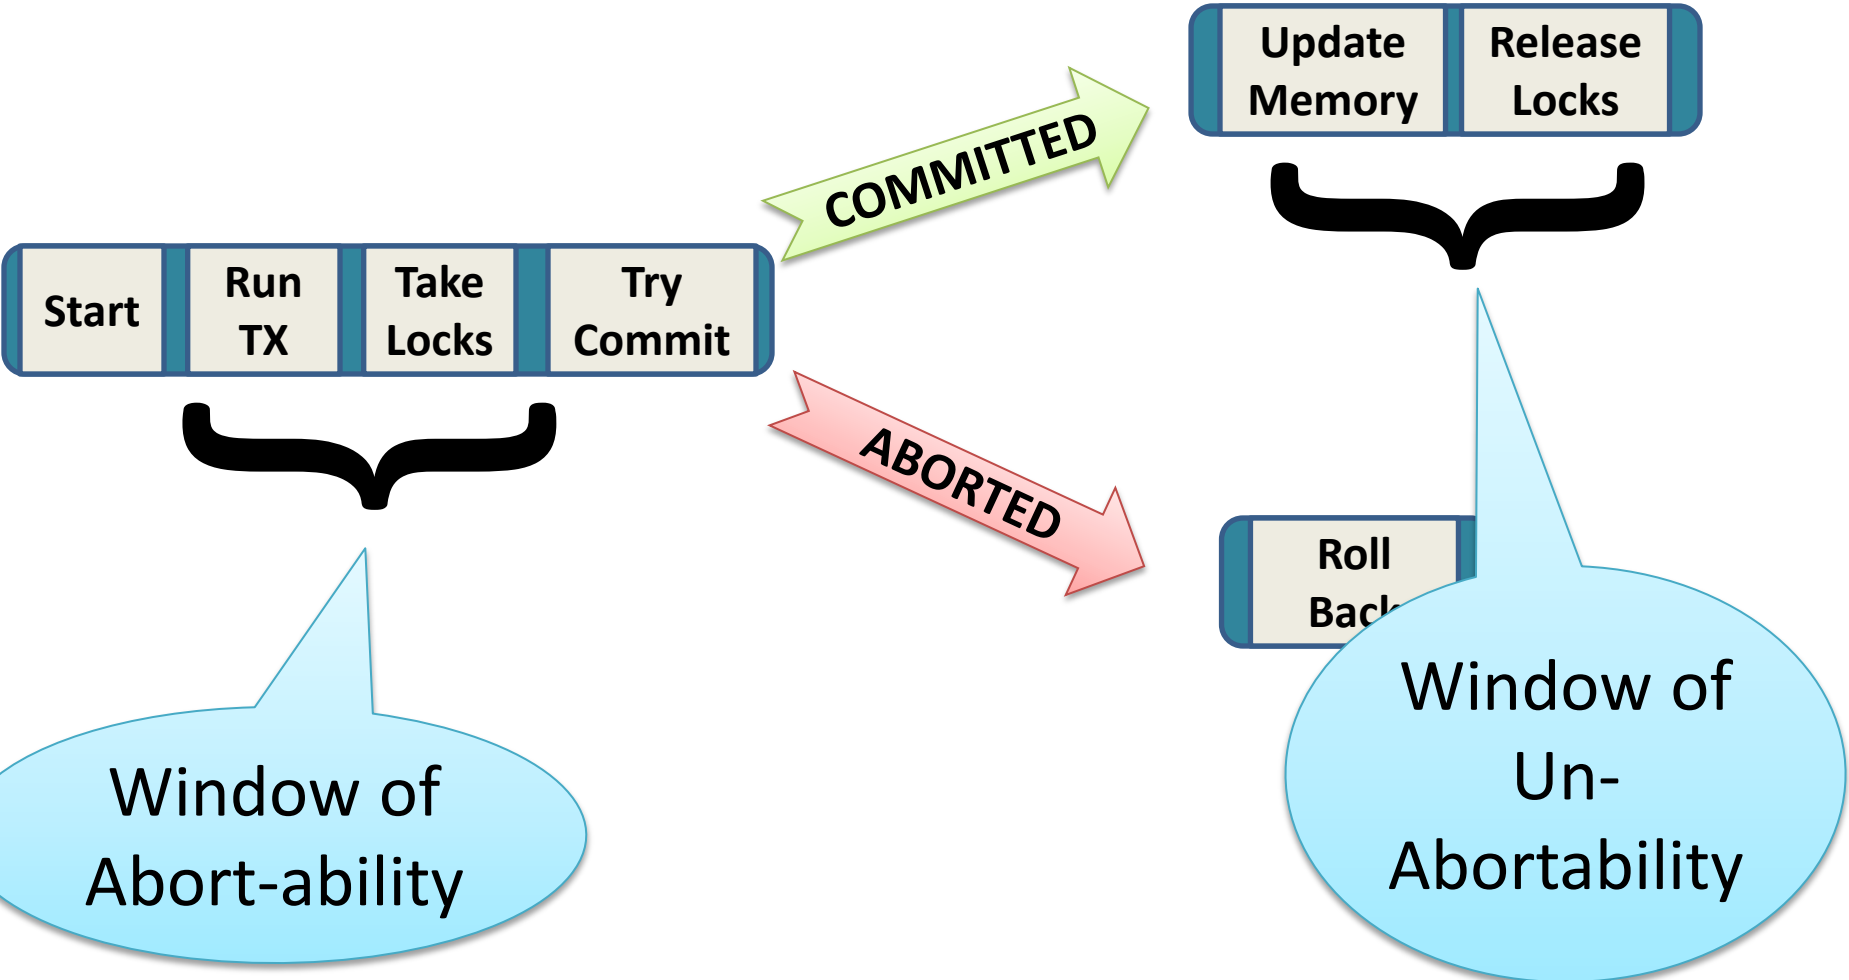 Update
Memory
Release
Locks
COMMITTED
Start
Run
TX
Take
Locks
Try
Commit
ABORTED
Roll
Back
Window of
Abort-ability
Window of
Un-
Abortability